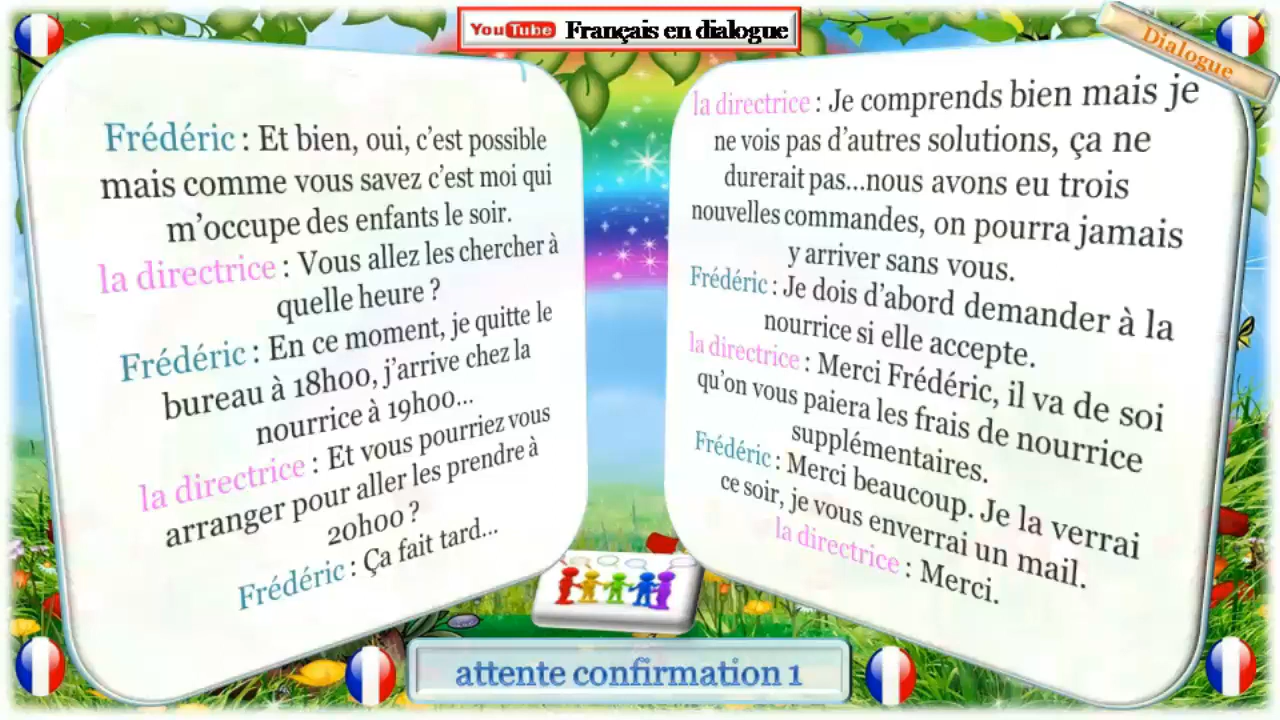 YouTube Français en dialogue
Dialogue
Frédéric : Et bien, oui, c'est possible
mais comme vous savez c'est moi qui
m'occupe des enfants le soir.
la directrice : Vous allez les chercher à
quelle heure ?
Frédéric : En ce moment, je quitte le
bureau à 18h00, j'arrive chez la
nourrice à 19h00...
la directrice : Et vous pourriez vous
arranger pour aller les prendre à
20h00 ?
Frédéric : Ça fait tard...
la directrice : Je comprends bien mais je
ne vois pas d'autres solutions, ça ne
durerait pas...nous avons eu trois
nouvelles commandes, on pourra jamais
y arriver sans vous.
Frédéric : Je dois d'abord demander à la
nourrice si elle accepte.
la directrice : Merci Frédéric, il va de soi
qu'on vous paiera les frais de nourrice
supplémentaires.
Frédéric : Merci beaucoup. Je la verrai
ce soir, je vous enverrai un mail.
la directrice : Merci.
attente confirmation 1